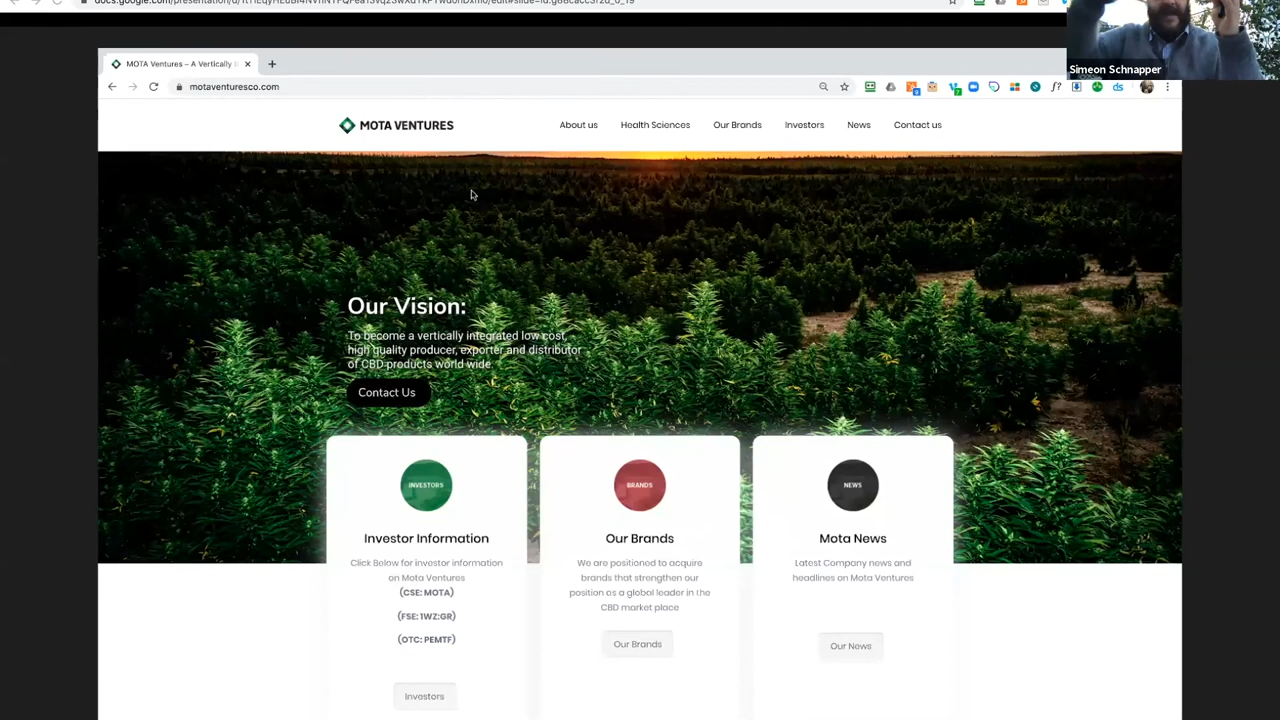 Simeon Schnapper
MOTA Ventures – A Vertically I
motaventuresco.com
MOTA VENTURES
About us
Health Sciences
Our Brands
Investors
News
Contact us
Our Vision:
To become a vertically integrated low cost,
high quality producer, exporter and distributor
of CBD products world wide.
Contact Us
INVESTORS
Investor Information
Click Below for investor information
on Mota Ventures
(CSE: MOTA)
(FSE: 1WZ:GR)
(OTC: PEMTF)
Investors
BRANDS
Our Brands
We are positioned to acquire
brands that strengthen our
position as a global leader in the
CBD market place
Our Brands
NEWS
Mota News
Latest Company news and
headlines on Mota Ventures
Our News